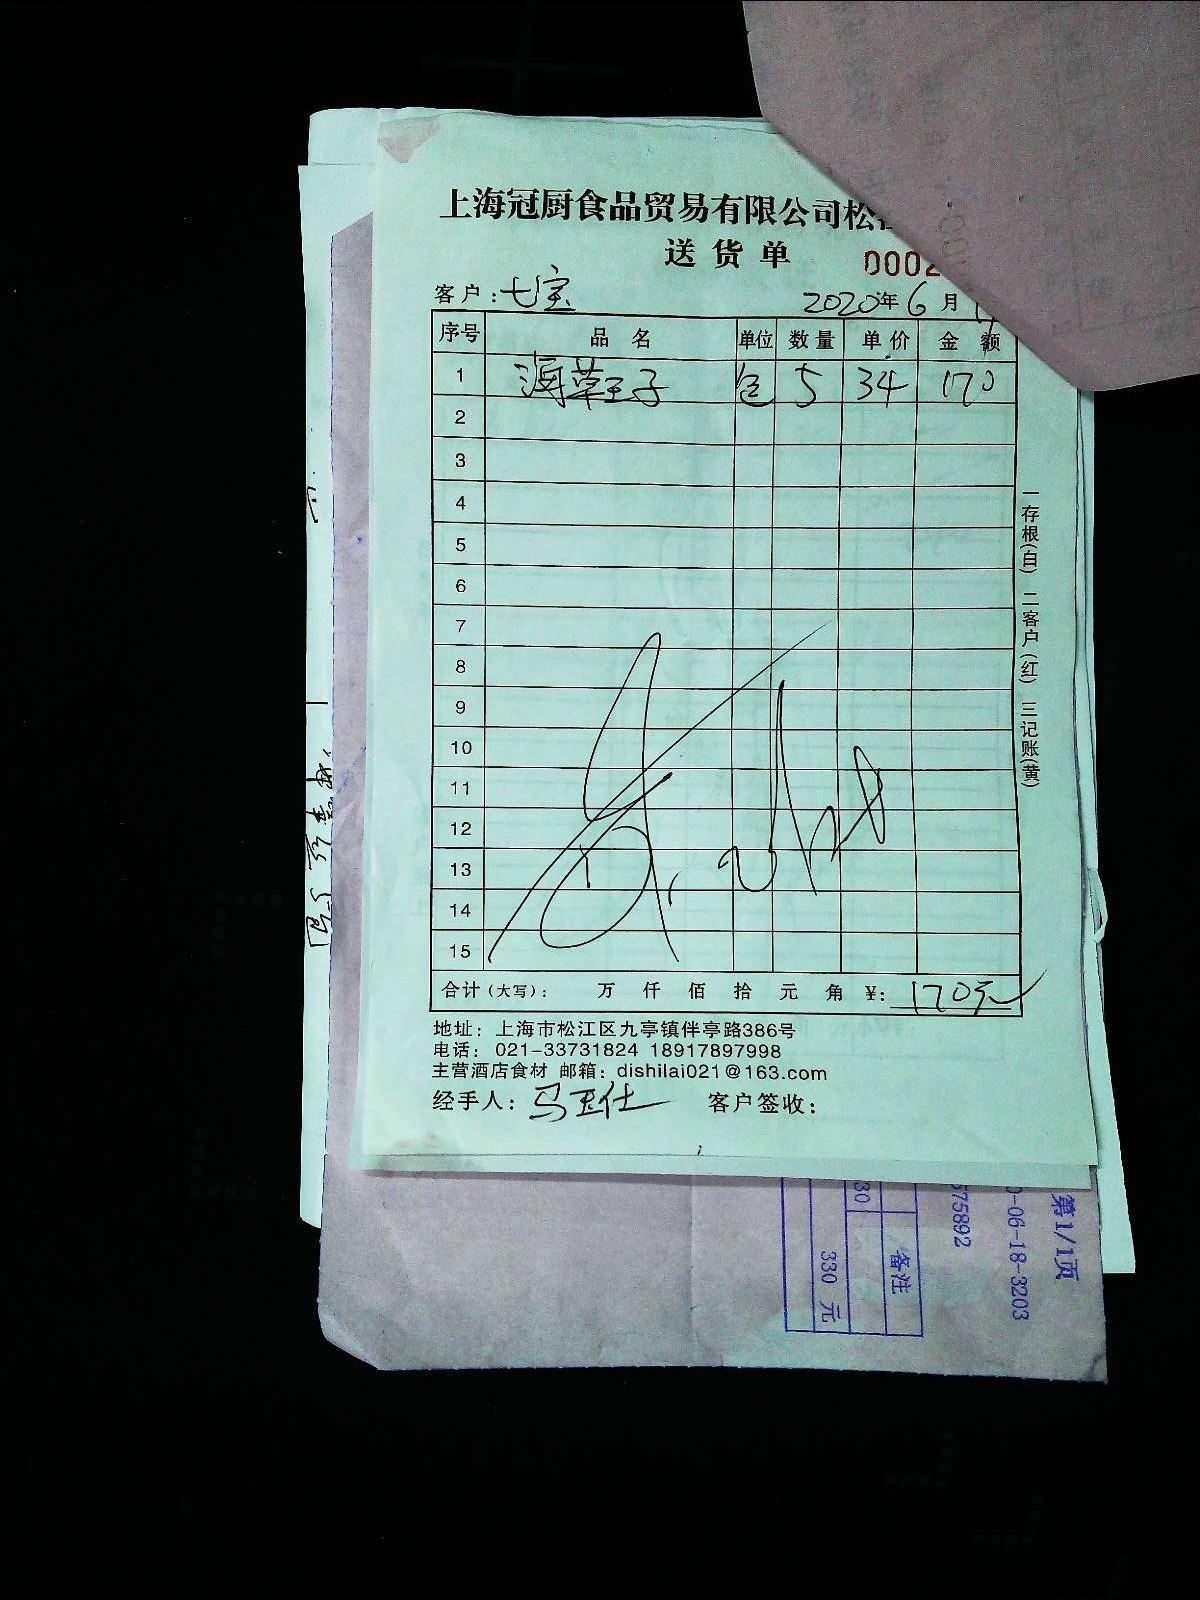 上海冠厨食品贸易有限公司松
送货单
0002
客户：七宝 2020年6月
序号 品名 单位 数量 单价 金额
1 海草王子 包 5 34 170
2
3
4
5
6
7
8
9
10
11
12
13
14
15
合计（大写）： 万 仟 佰 拾 元 角 ¥：170元
地址：上海市松江区九亭镇伴亭路386号
电话：021-33731824 18917897998
主营酒店食材 邮箱：dishilai021@163.com
经手人：马玉仕 客户签收：
一存根(白) 二客户(红) 三记账(黄)
第1/1页
0-06-18-3203
575892
备注
30
330 元